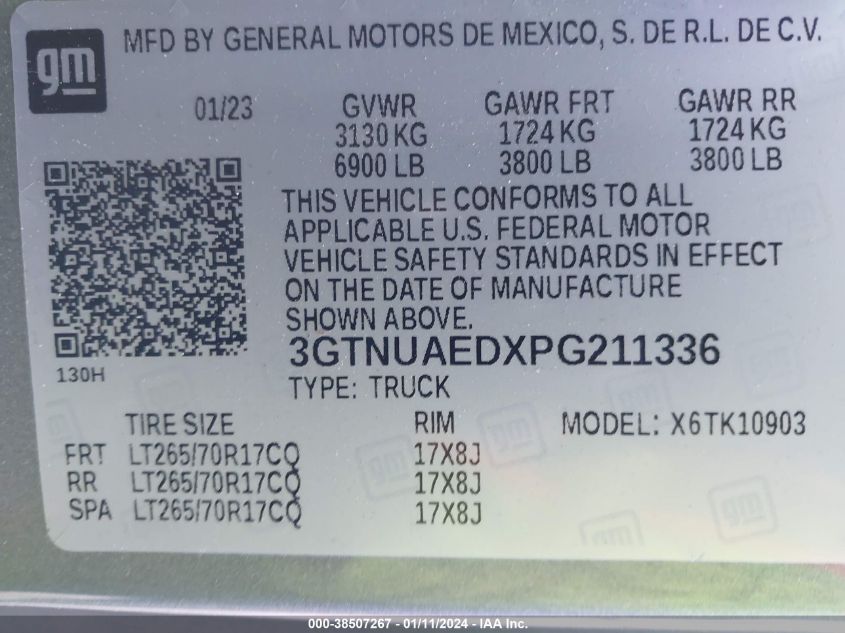 gm
MFD BY GENERAL MOTORS DE MEXICO, S. DE R.L. DE C.V.
01/23 GVWR GAWR FRT GAWR RR
3130 KG 1724 KG 1724 KG
6900 LB 3800 LB 3800 LB
THIS VEHICLE CONFORMS TO ALL
APPLICABLE U.S. FEDERAL MOTOR
VEHICLE SAFETY STANDARDS IN EFFECT
ON THE DATE OF MANUFACTURE
SHOWN ABOVE.
3GTNUAEDXPG211336
130H
TYPE: TRUCK
TIRE SIZE RIM MODEL: X6TK10903
FRT LT265/70R17CQ 17X8J
RR LT265/70R17CQ 17X8J
SPA LT265/70R17CQ 17X8J
gm
gm
gm
000-38507267 - 01/11/2024 - IAA Inc.